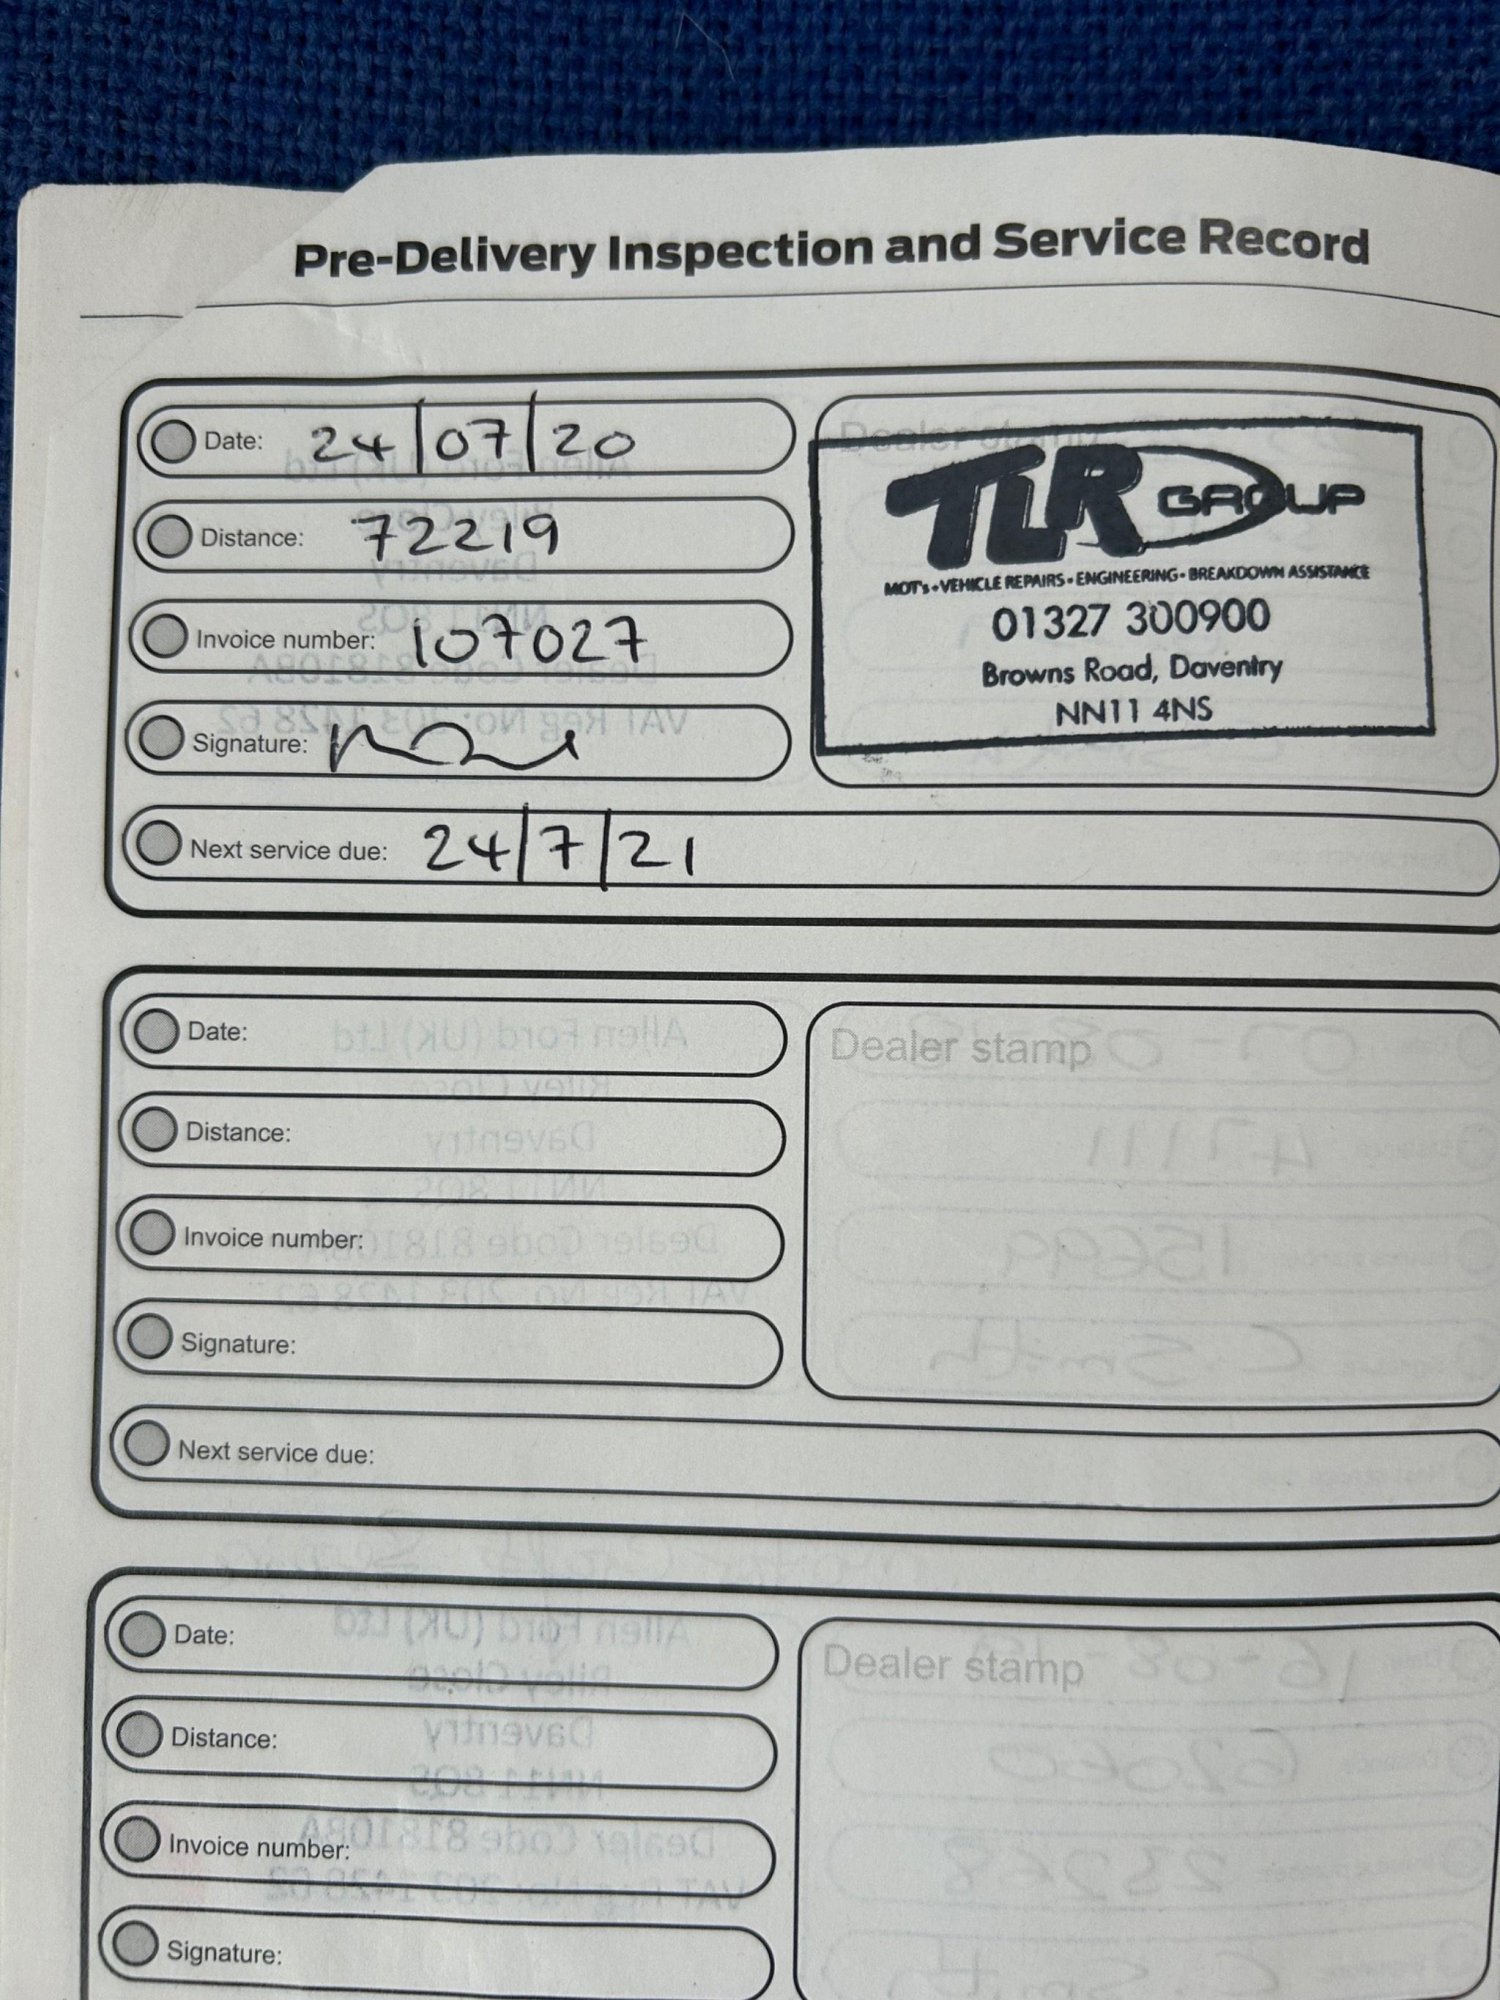 Pre-Delivery Inspection and Service Record
Date: 24/07/20
Distance: 72219
Invoice number: 107027
Signature:
Next service due: 24/7/21
Dealer stamp
TLR GROUP
MOT's • VEHICLE REPAIRS • ENGINEERING • BREAKDOWN ASSISTANCE
01327 300900
Browns Road, Daventry
NN11 4NS
Date:
Distance:
Invoice number:
Signature:
Next service due:
Dealer stamp
Date:
Distance:
Invoice number:
Signature:
Dealer stamp